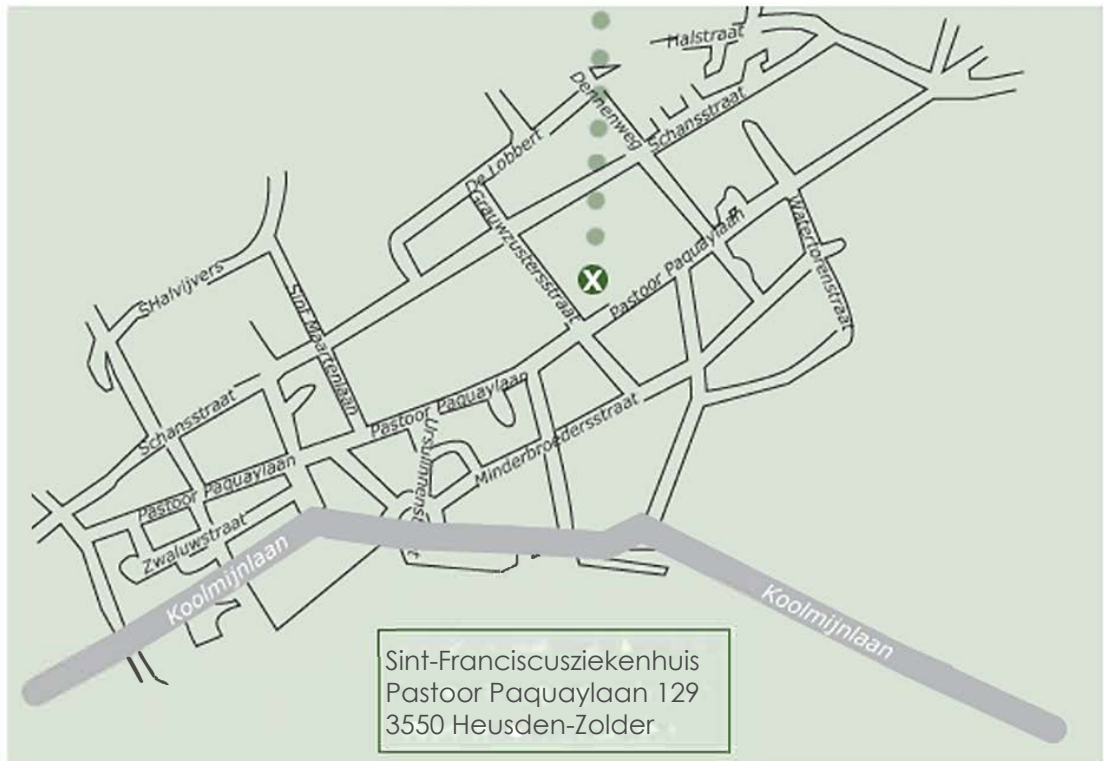 Halstraat
Dennenweg
Schansstraat
De Lobbert
Grauwzustersstraat
Watertorenstraat
Pastoor Paquaylaan
X
SHalvijvers
Sint Maartenlaan
Pastoor Paquaylaan
Schansstraat
Ursulinnenst
Minderbroedersstraat
Pastoor Paquaylaan
Zwaluwstraat
Koolmijnlaan
Koolmijnlaan
Sint-Franciscusziekenhuis
Pastoor Paquaylaan 129
3550 Heusden-Zolder